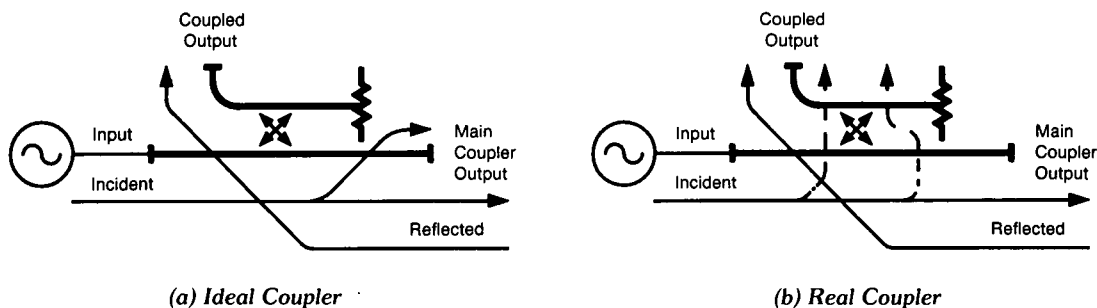 Coupled
Output
Input
Incident
Main
Coupler
Output
Reflected
(a) Ideal Coupler
Coupled
Output
Input
Incident
Main
Coupler
Output
Reflected
(b) Real Coupler